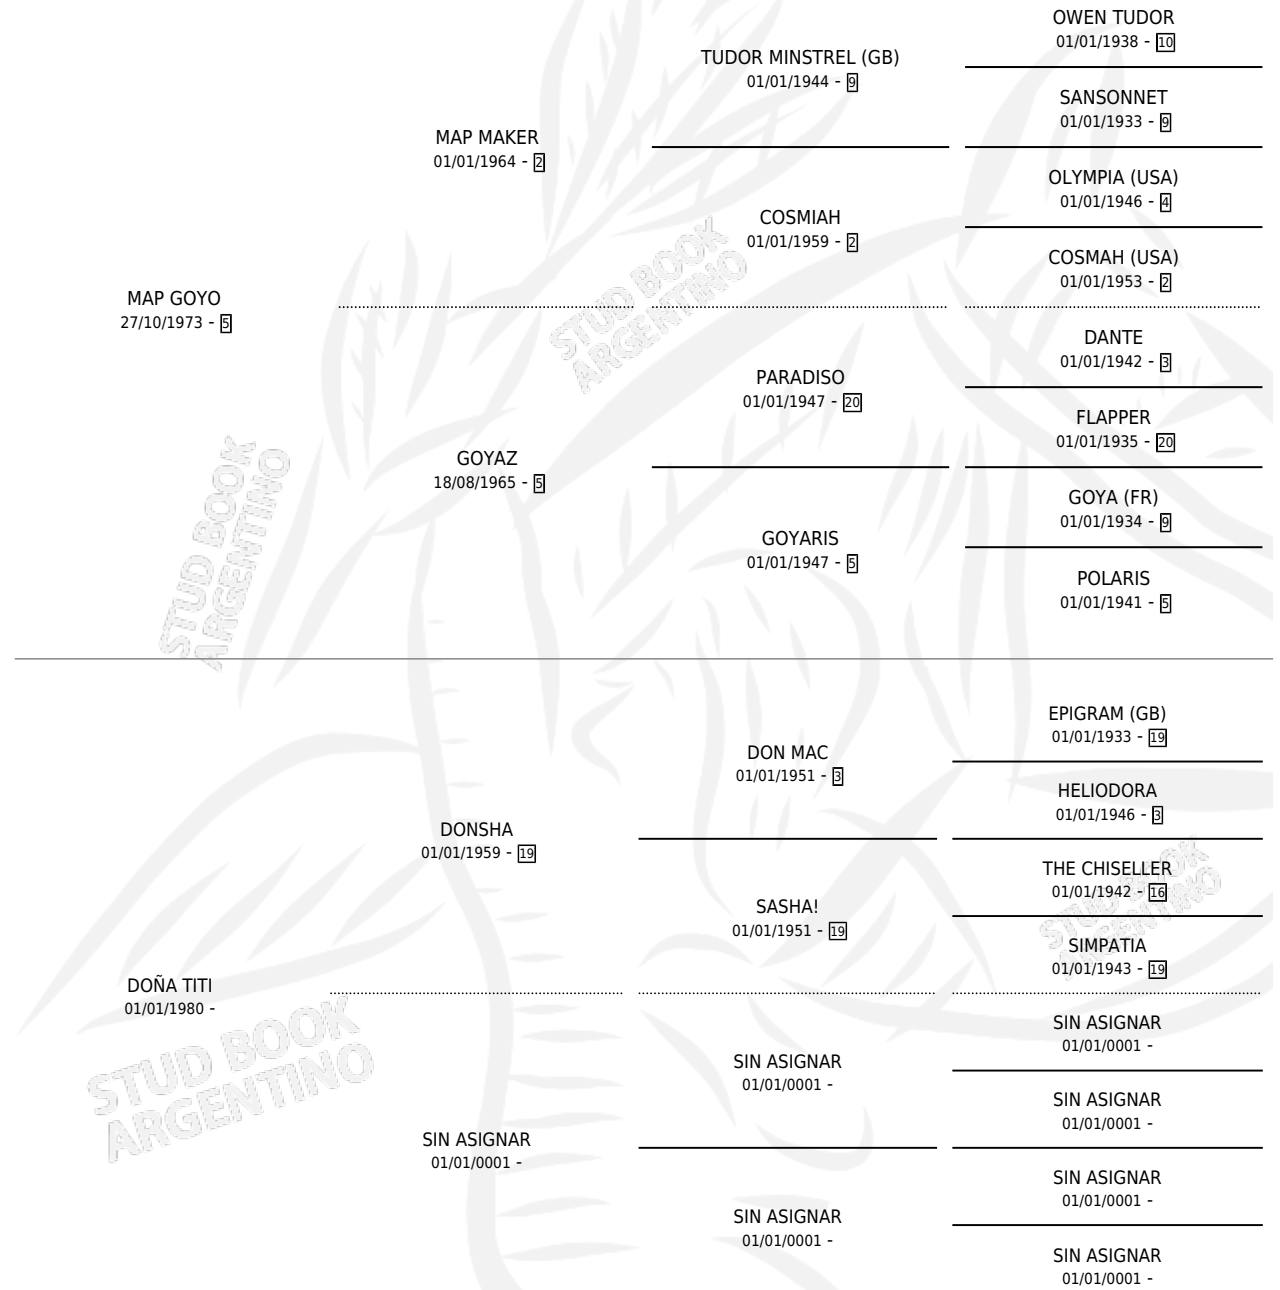 OWEN TUDOR
01/01/1938 - 10
TUDOR MINSTREL (GB)
01/01/1944 - 9
SANSONNET
01/01/1933 - 9
MAP MAKER
01/01/1964 - 2
OLYMPIA (USA)
01/01/1946 - 4
COSMIAH
01/01/1959 - 2
COSMAH (USA)
01/01/1953 - 2
MAP GOYO
27/10/1973 - 5
DANTE
01/01/1942 - 3
PARADISO
01/01/1947 - 20
FLAPPER
01/01/1935 - 20
GOYAZ
18/08/1965 - 5
GOYA (FR)
01/01/1934 - 9
GOYARIS
01/01/1947 - 5
POLARIS
01/01/1941 - 5
STUD BOOK
ARGENTINO
STUD BOOK
ARGENTINO
EPIGRAM (GB)
01/01/1933 - 19
DON MAC
01/01/1951 - 3
HELIODORA
01/01/1946 - 3
DONSHA
01/01/1959 - 19
THE CHISELLER
01/01/1942 - 16
SASHA!
01/01/1951 - 19
SIMPATIA
01/01/1943 - 19
STUD BOOK
ARGENTINO
DOÑA TITI
01/01/1980 -
SIN ASIGNAR
01/01/0001 -
SIN ASIGNAR
01/01/0001 -
SIN ASIGNAR
01/01/0001 -
SIN ASIGNAR
01/01/0001 -
SIN ASIGNAR
01/01/0001 -
SIN ASIGNAR
01/01/0001 -
SIN ASIGNAR
01/01/0001 -
STUD BOOK
ARGENTINO